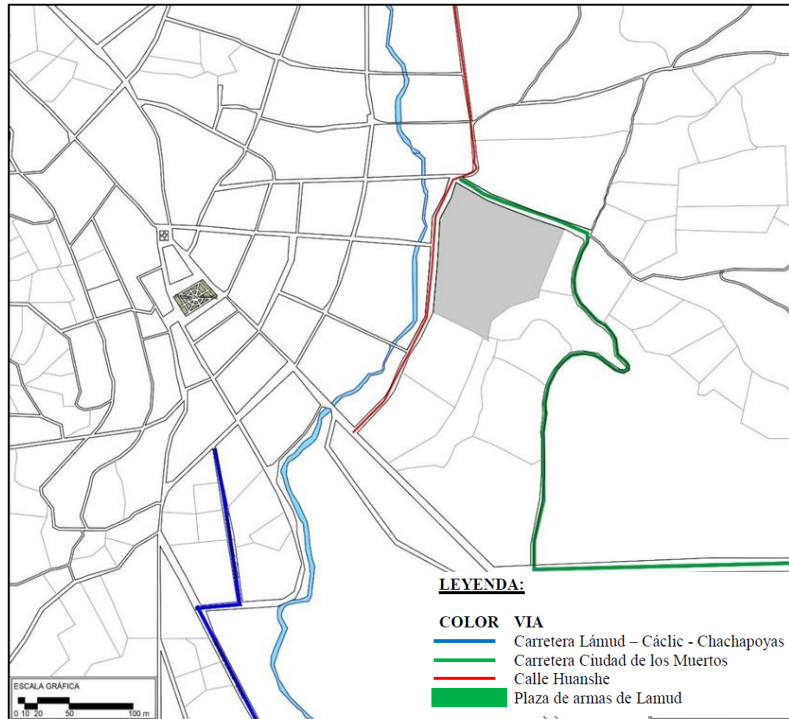 LEYENDA:
COLOR VIA
Carretera Lámud – Cáclic - Chachapoyas
Carretera Ciudad de los Muertos
Calle Huanshe
Plaza de armas de Lamud
ESCALA GRÁFICA
0 10 20 50 100 m